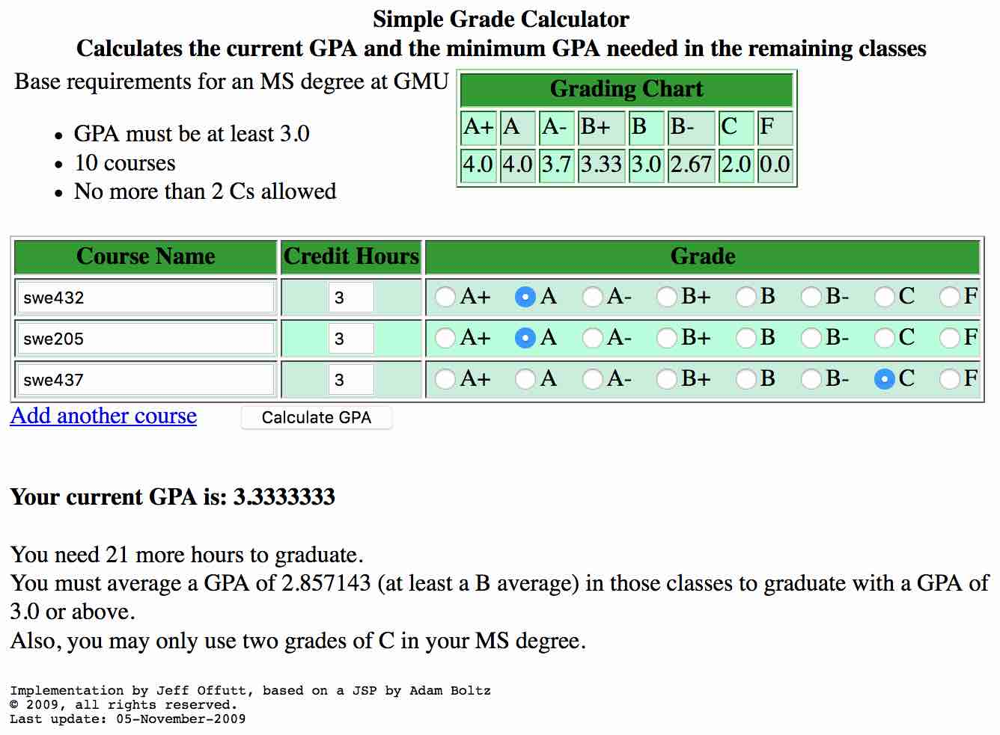 Simple Grade Calculator
Calculates the current GPA and the minimum GPA needed in the remaining classes
Base requirements for an MS degree at GMU
• GPA must be at least 3.0
• 10 courses
• No more than 2 Cs allowed
Grading Chart
A+ A A- B+ B B- C F
4.0 4.0 3.7 3.33 3.0 2.67 2.0 0.0
Course Name Credit Hours Grade
swe432 3 A+ A A- B+ B B- C F
swe205 3 A+ A A- B+ B B- C F
swe437 3 A+ A A- B+ B B- C F
Add another course Calculate GPA
Your current GPA is: 3.3333333
You need 21 more hours to graduate.
You must average a GPA of 2.857143 (at least a B average) in those classes to graduate with a GPA of
3.0 or above.
Also, you may only use two grades of C in your MS degree.
Implementation by Jeff Offutt, based on a JSP by Adam Boltz
© 2009, all rights reserved.
Last update: 05-November-2009